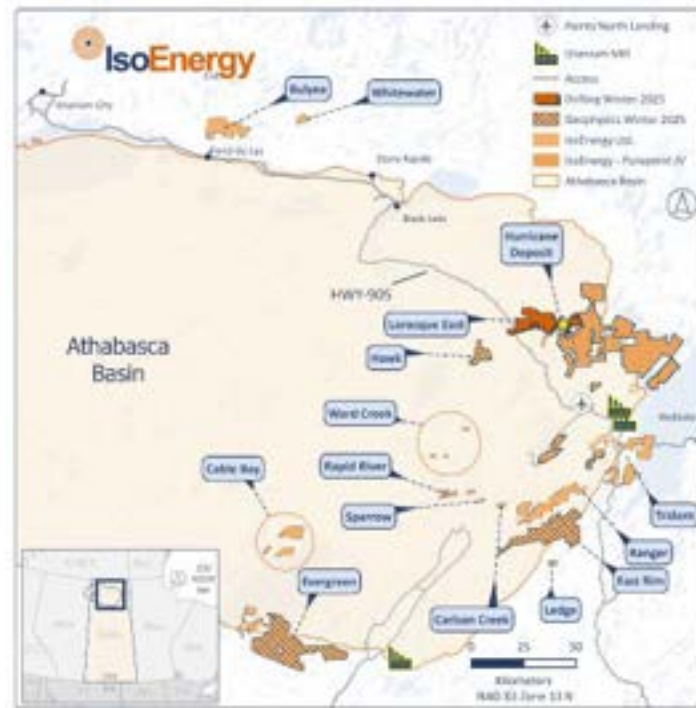 IsoEnergy
Points North Landing
Uranium Mill
Access
Drilling Winter 2025
Geophysics Winter 2025
IsoEnergy Ltd.
IsoEnergy - Purepoint JV
Athabasca Basin
Bulyea
Whitewater
Uranium City
Fond-du-Lac
Stony Rapids
Black Lake
Hurricane
Deposit
HWY-905
Larocque East
Hawk
Athabasca
Basin
Ward Creek
Cable Bay
Rapid River
Sparrow
Trident
Ranger
East Rim
Evergreen
Carlson Creek
Ledge
0 25 50
Kilometers
NAD 83 Zone 13 N